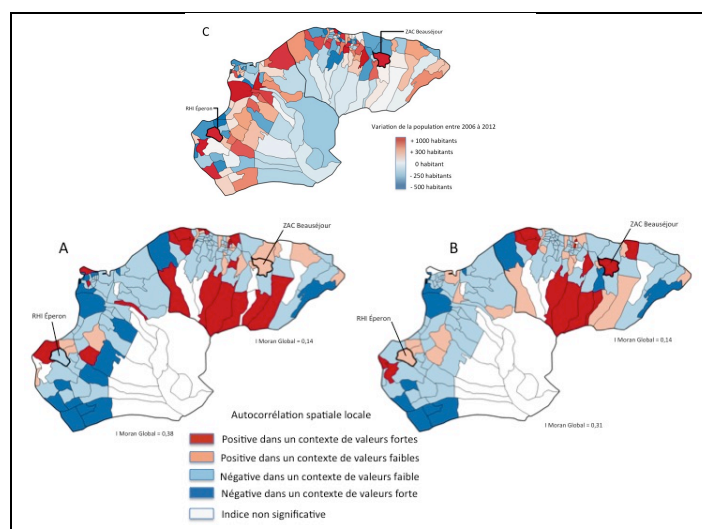 C
ZAC Beauséjour
RHI Éperon
Variation de la population entre 2006 à 2012
+ 1000 habitants
+ 300 habitants
0 habitant
- 250 habitants
- 500 habitants
A
ZAC Beauséjour
RHI Éperon
I Moran Global = 0,14
I Moran Global = 0,38
B
ZAC Beauséjour
RHI Éperon
I Moran Global = 0,14
I Moran Global = 0,31
Autocorrélation spatiale locale
Positive dans un contexte de valeurs fortes
Positive dans un contexte de valeurs faibles
Négative dans un contexte de valeurs faible
Négative dans un contexte de valeurs forte
Indice non significative